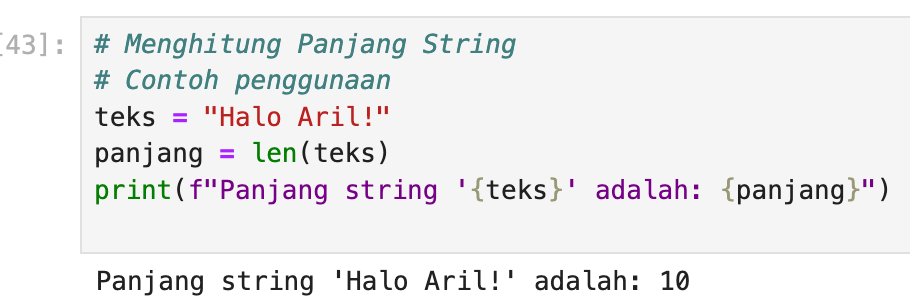 [43]:
# Menghitung Panjang String
# Contoh penggunaan
teks = "Halo Aril!"
panjang = len(teks)
print(f"Panjang string '{teks}' adalah: {panjang}")
Panjang string 'Halo Aril!' adalah: 10